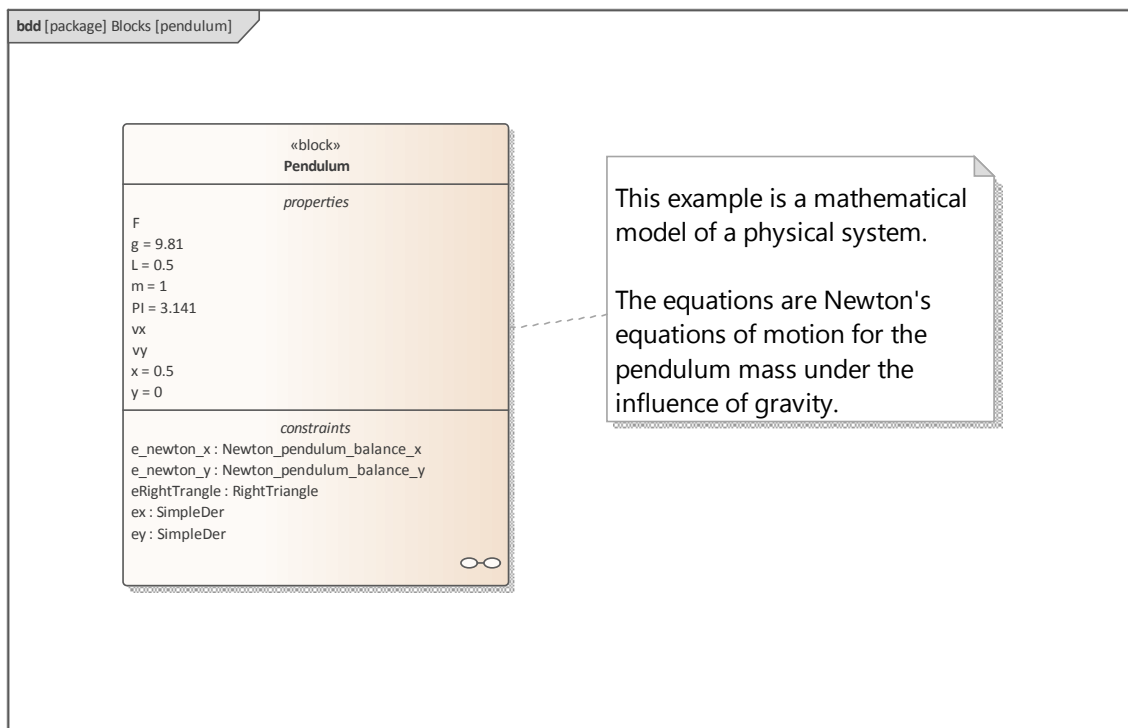 bdd [package] Blocks [pendulum]
«block»
Pendulum
properties
F
g = 9.81
L = 0.5
m = 1
PI = 3.141
vx
vy
x = 0.5
y = 0
constraints
e_newton_x : Newton_pendulum_balance_x
e_newton_y : Newton_pendulum_balance_y
eRightTrangle : RightTriangle
ex : SimpleDer
ey : SimpleDer
This example is a mathematical
model of a physical system.
The equations are Newton's
equations of motion for the
pendulum mass under the
influence of gravity.